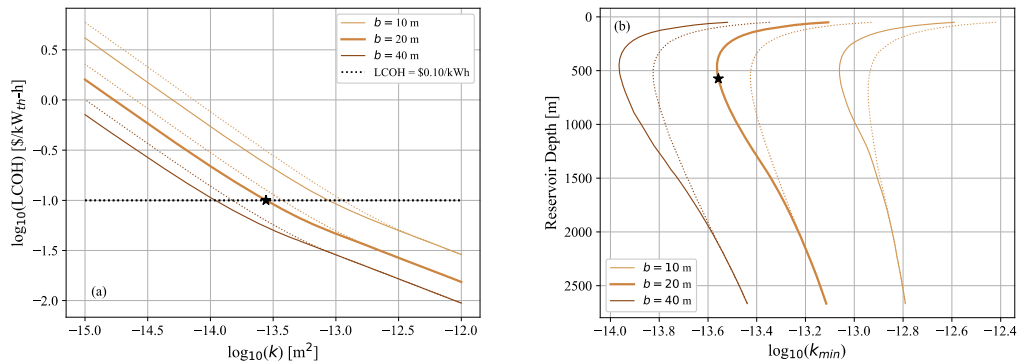 b = 10 m
b = 20 m
b = 40 m
LCOH = $0.10/kWh
0.5
0.0
−0.5
−1.0
−1.5
−2.0
log₁₀(LCOH) [$/kWₜₕ-h]
(a)
−15.0 −14.5 −14.0 −13.5 −13.0 −12.5 −12.0
log₁₀(k) [m²]
(b)
0
500
1000
1500
2000
2500
Reservoir Depth [m]
b = 10 m
b = 20 m
b = 40 m
−14.0 −13.8 −13.6 −13.4 −13.2 −13.0 −12.8 −12.6 −12.4
log₁₀(kₘᵢₙ)